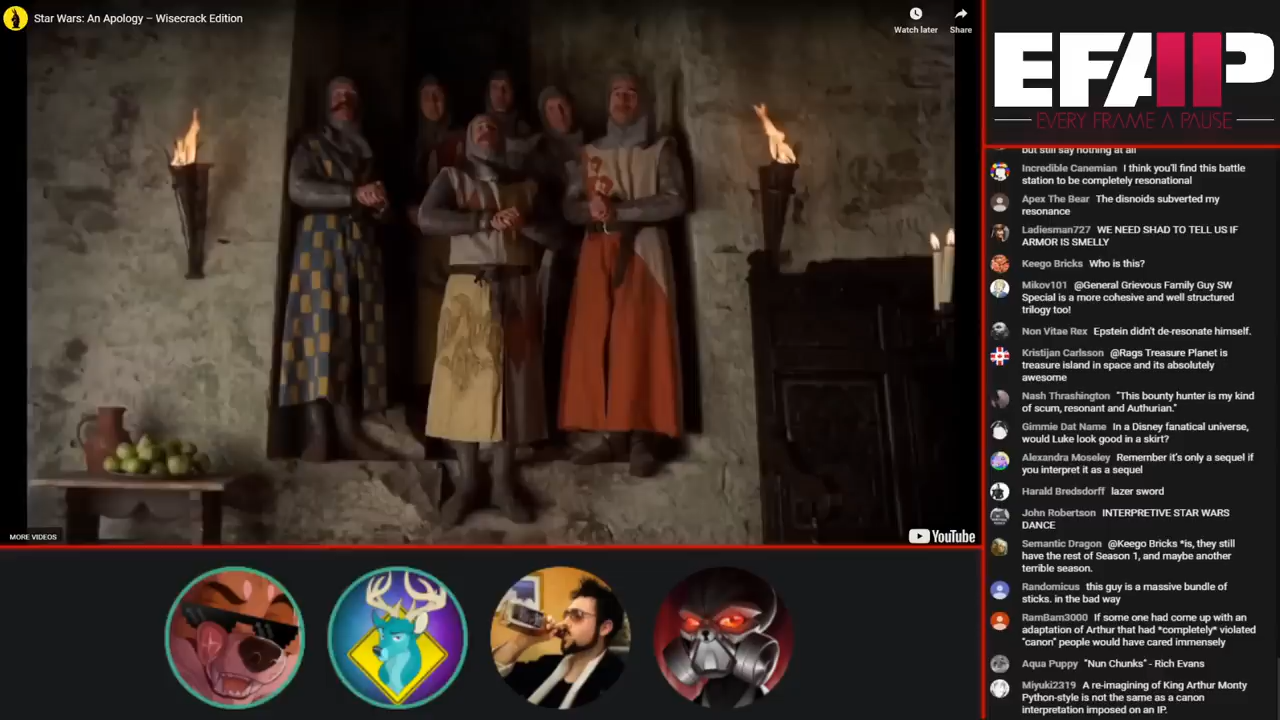 Star Wars: An Apology – Wisecrack Edition
Watch later
Share
MORE VIDEOS
YouTube
EFAP
EVERY FRAME A PAUSE
but still say nothing at all
Incredible Canemian I think you'll find this battle
station to be completely resonational
Apex The Bear The disnoids subverted my
resonance
Ladiesman727 WE NEED SHAD TO TELL US IF
ARMOR IS SMELLY
Keego Bricks Who is this?
Mikov101 @General Grievous Family Guy SW
Special is a more cohesive and well structured
trilogy too!
Non Vitae Rex Epstein didn't de-resonate himself.
Kristijan Carlsson @Rags Treasure Planet is
treasure island in space and its absolutely
awesome
Nash Thrashington "This bounty hunter is my kind
of scum, resonant and Authurian."
Gimmie Dat Name In a Disney fanatical universe,
would Luke look good in a skirt?
Alexandra Moseley Remember it's only a sequel if
you interpret it as a sequel
Harald Bredsdorff lazer sword
John Robertson INTERPRETIVE STAR WARS
DANCE
Semantic Dragon @Keego Bricks *is, they still
have the rest of Season 1, and maybe another
terrible season.
Randomicus this guy is a massive bundle of
sticks. in the bad way
RamBam3000 If some one had come up with an
adaptation of Arthur that had *completely* violated
"canon" people would have cared immensely
Aqua Puppy "Nun Chunks" - Rich Evans
Miyuki2319 A re-imagining of King Arthur Monty
Python-style is not the same as a canon
interpretation imposed on an IP.